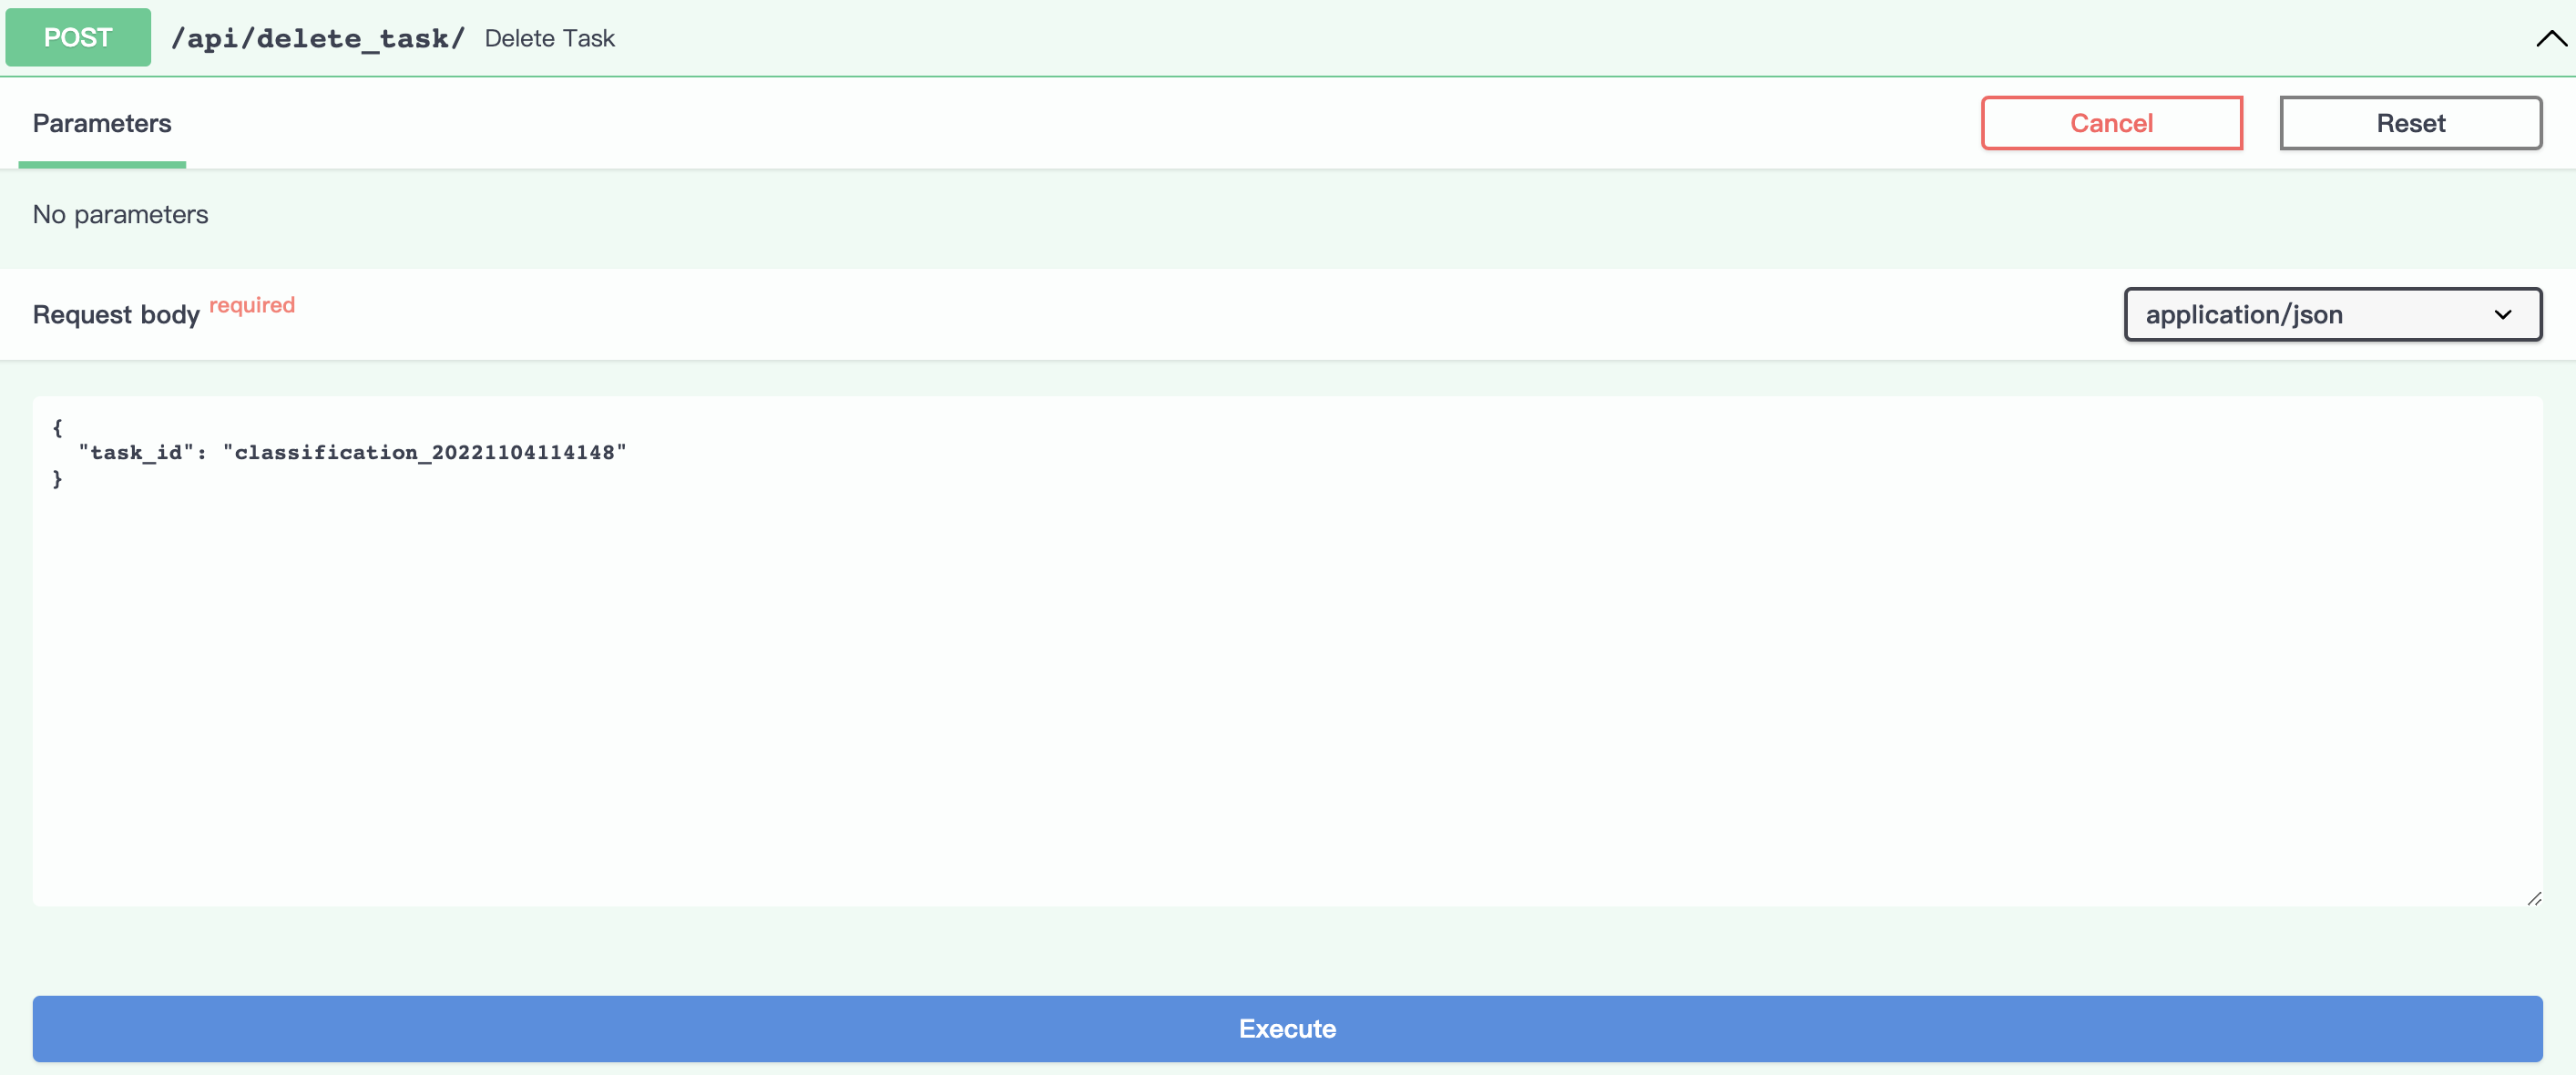 POST /api/delete_task/ Delete Task
Parameters Cancel Reset
No parameters
Request body required application/json
{
"task_id": "classification_20221104114148"
}
Execute